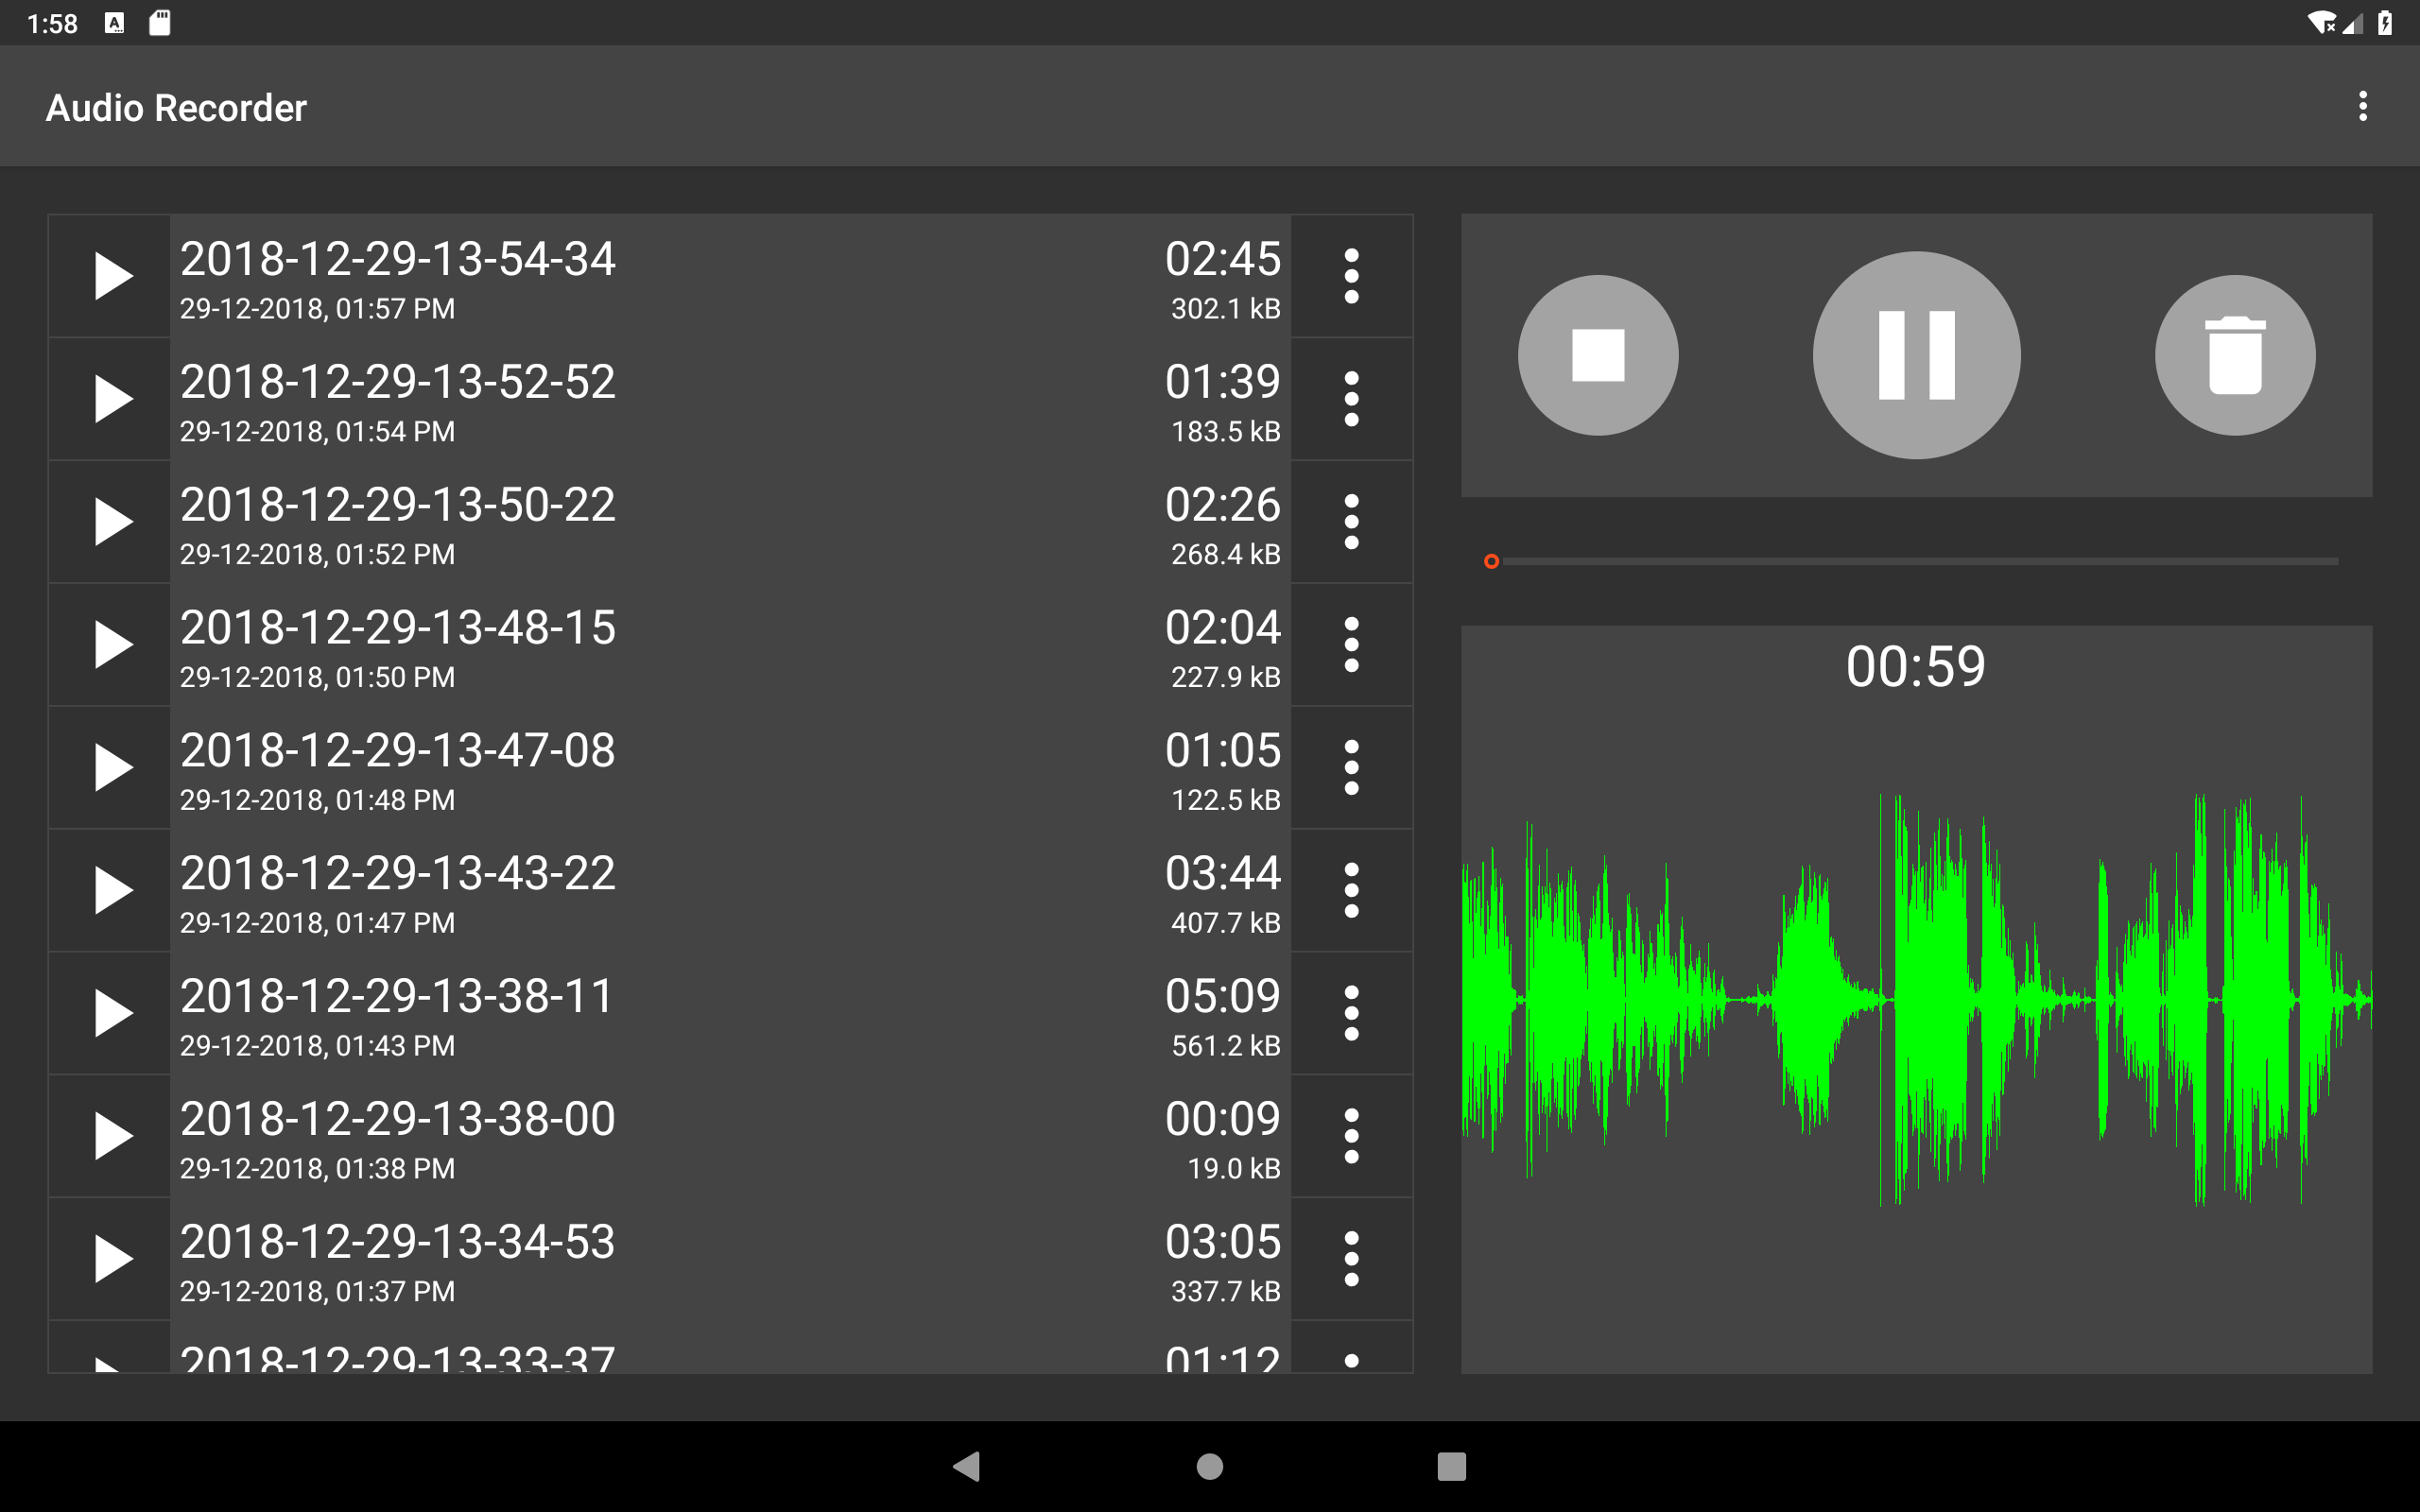 1:58
Audio Recorder
2018-12-29-13-54-34 02:45
29-12-2018, 01:57 PM 302.1 kB
2018-12-29-13-52-52 01:39
29-12-2018, 01:54 PM 183.5 kB
2018-12-29-13-50-22 02:26
29-12-2018, 01:52 PM 268.4 kB
2018-12-29-13-48-15 02:04
29-12-2018, 01:50 PM 227.9 kB
2018-12-29-13-47-08 01:05
29-12-2018, 01:48 PM 122.5 kB
2018-12-29-13-43-22 03:44
29-12-2018, 01:47 PM 407.7 kB
2018-12-29-13-38-11 05:09
29-12-2018, 01:43 PM 561.2 kB
2018-12-29-13-38-00 00:09
29-12-2018, 01:38 PM 19.0 kB
2018-12-29-13-34-53 03:05
29-12-2018, 01:37 PM 337.7 kB
2018-12-29-13-33-37 01:12
00:59